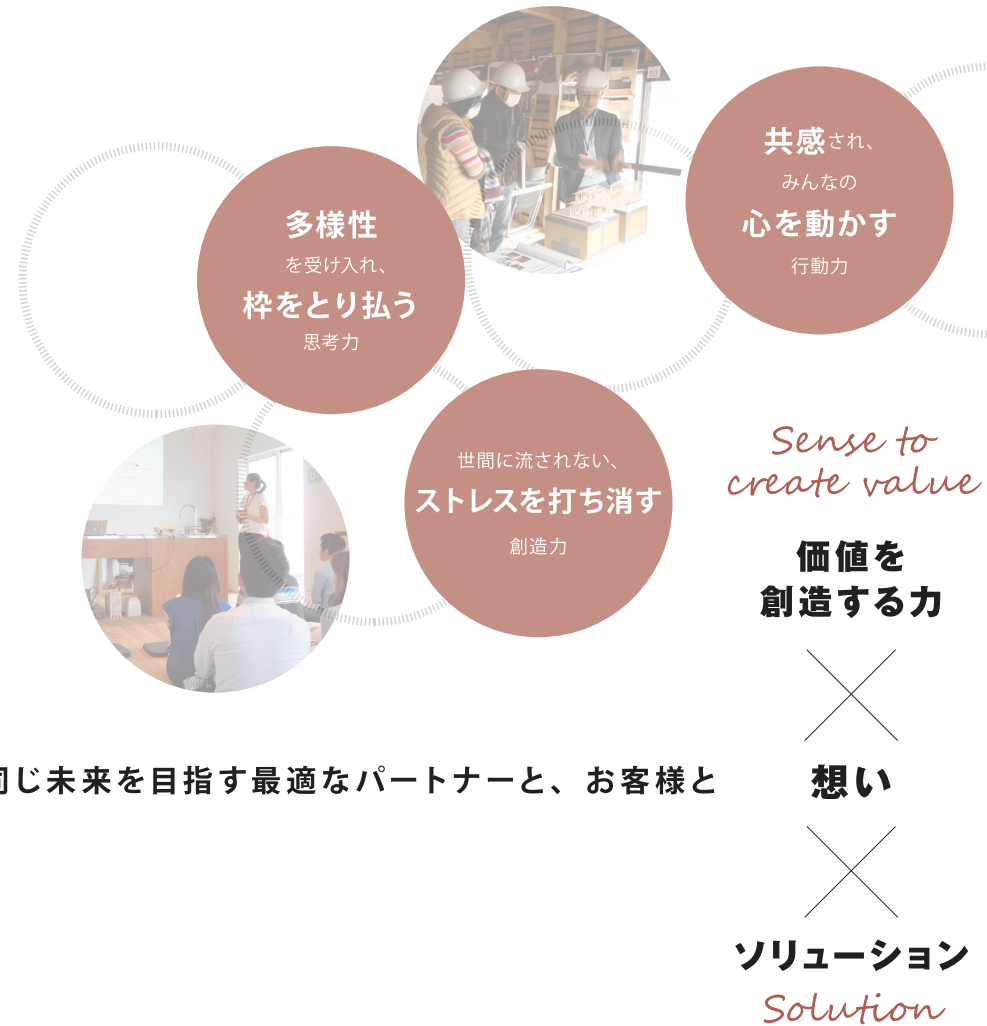 多様性
を受け入れ、
枠をとり払う
思考力
共感され、
みんなの
心を動かす
行動力
世間に流されない、
ストレスを打ち消す
創造力
Sense to
create value
価値を
創造する力
同じ未来を目指す最適なパートナーと、お客様と
想い
ソリューション
Solution